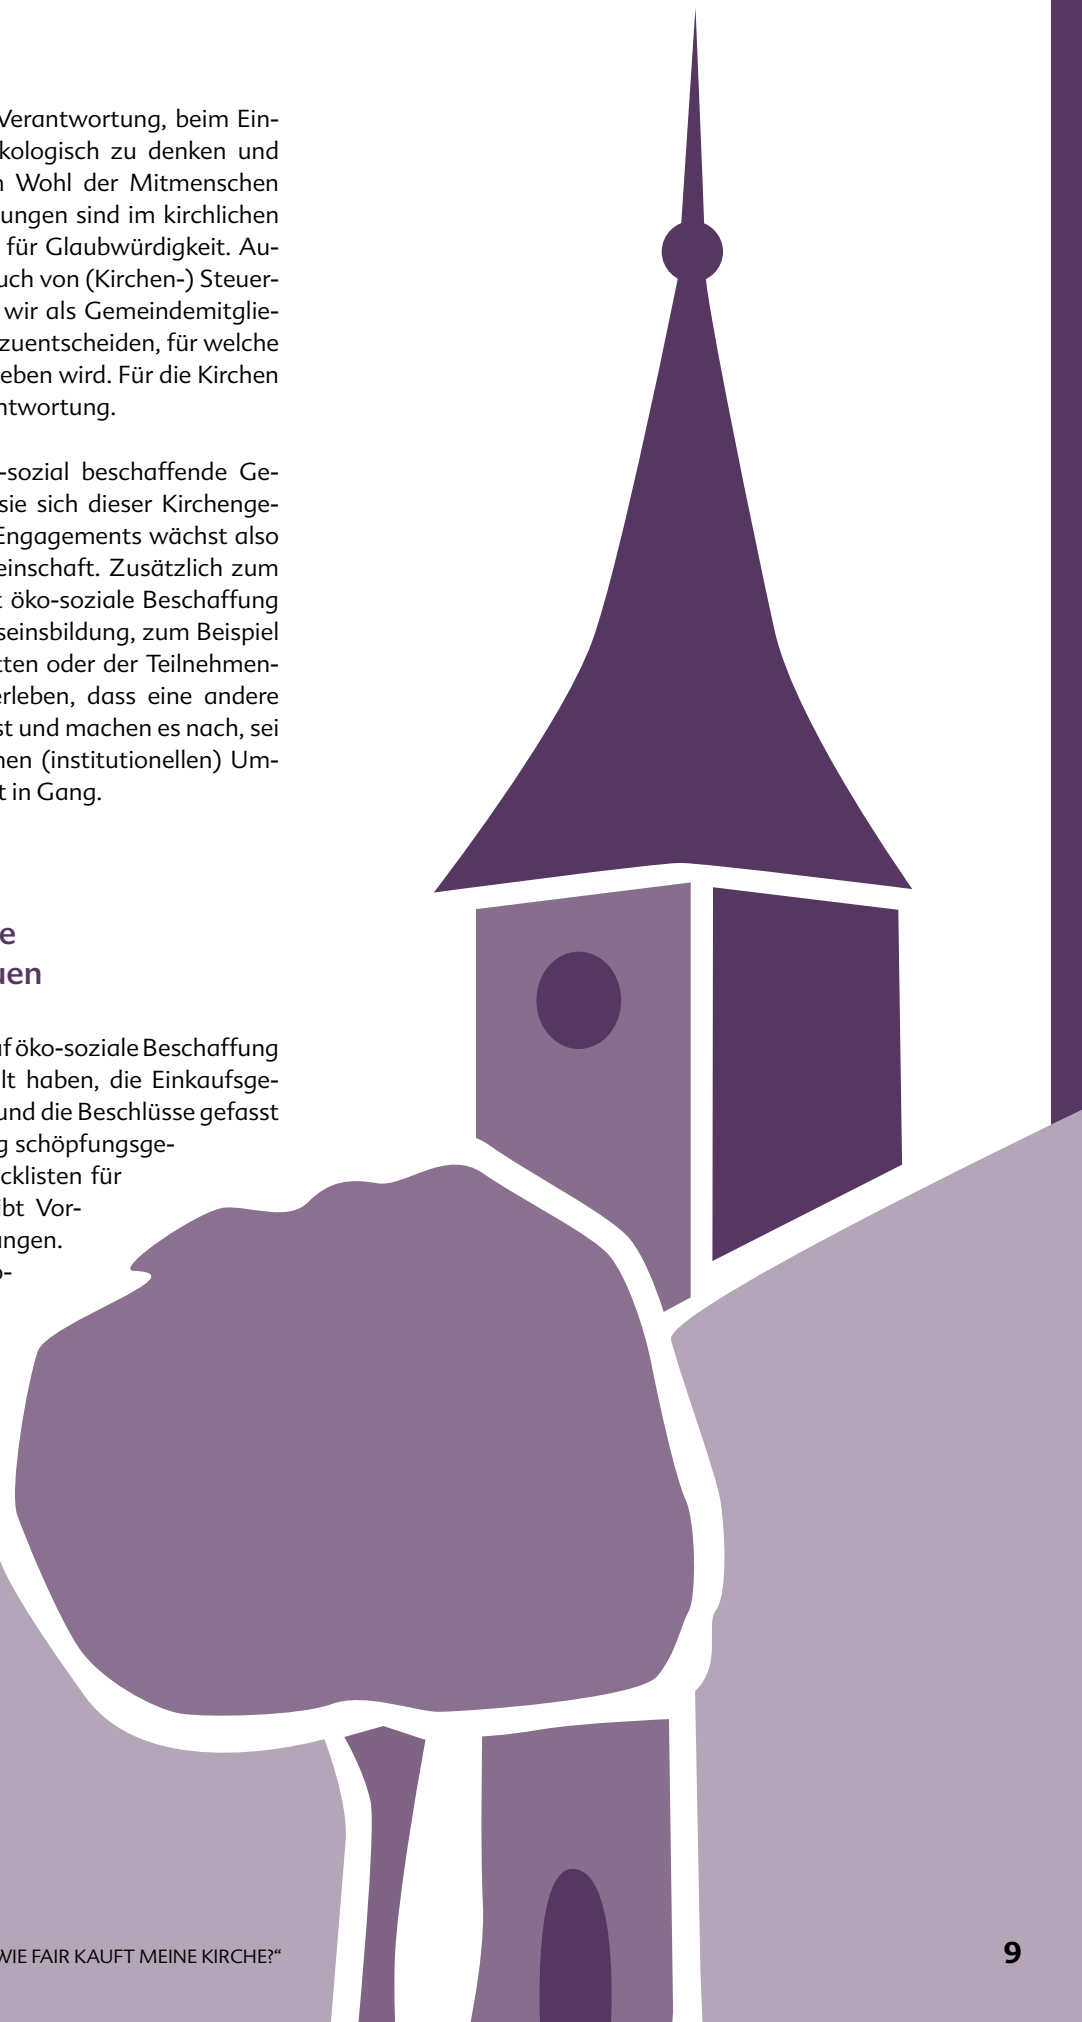 Verantwortung, beim Ein-
kologisch zu denken und
Wohl der Mitmenschen
ungen sind im kirchlichen
für Glaubwürdigkeit. Au-
uch von (Kirchen-) Steuer-
wir als Gemeindemitglie-
zuentscheiden, für welche
eben wird. Für die Kirchen
ntwortung.
-sozial beschaffende Ge-
sie sich dieser Kirchenge-
Engagements wächst also
einschaft. Zusätzlich zum
öko-soziale Beschaffung
seinsbildung, zum Beispiel
tten oder der Teilnehmen-
erleben, dass eine andere
st und machen es nach, sei
nen (institutionellen) Um-
t in Gang.
e
uen
uf öko-soziale Beschaffung
lt haben, die Einkaufsge-
und die Beschlüsse gefasst
g schöpfungsge-
cklisten für
ibt Vor-
ungen.
o-
WIE FAIR KAUFT MEINE KIRCHE?“
9